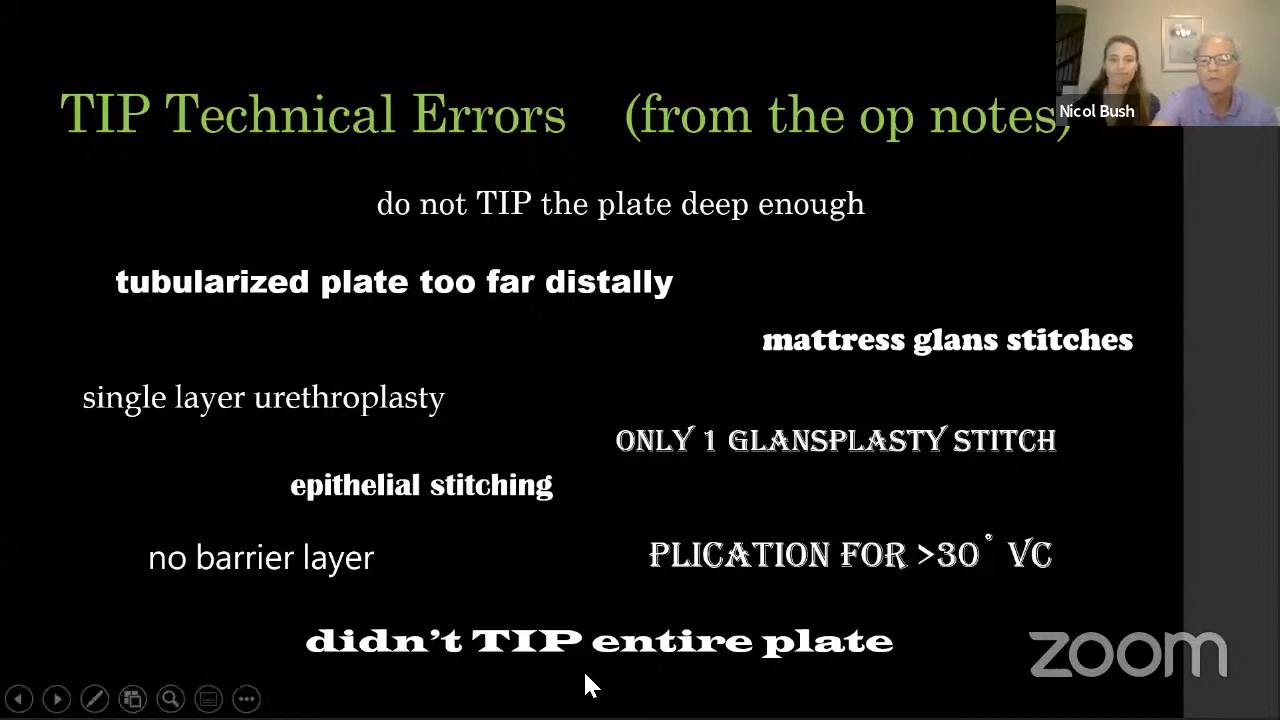 TIP Technical Errors (from the op notes)
Nicol Bush
do not TIP the plate deep enough
tubularized plate too far distally
mattress glans stitches
single layer urethroplasty
ONLY 1 GLANSPLASTY STITCH
epithelial stitching
no barrier layer
PLICATION FOR >30° VC
didn't TIP entire plate
zoom